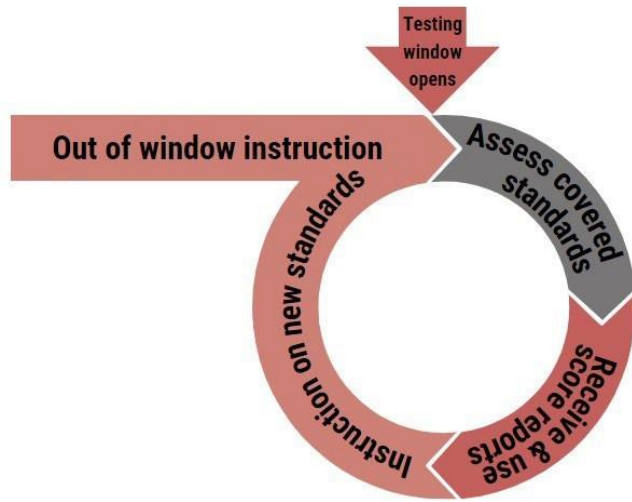 Testing
window
opens
Out of window instruction
Assess covered
standards
Receive & use
score reports
Instruction on new standards